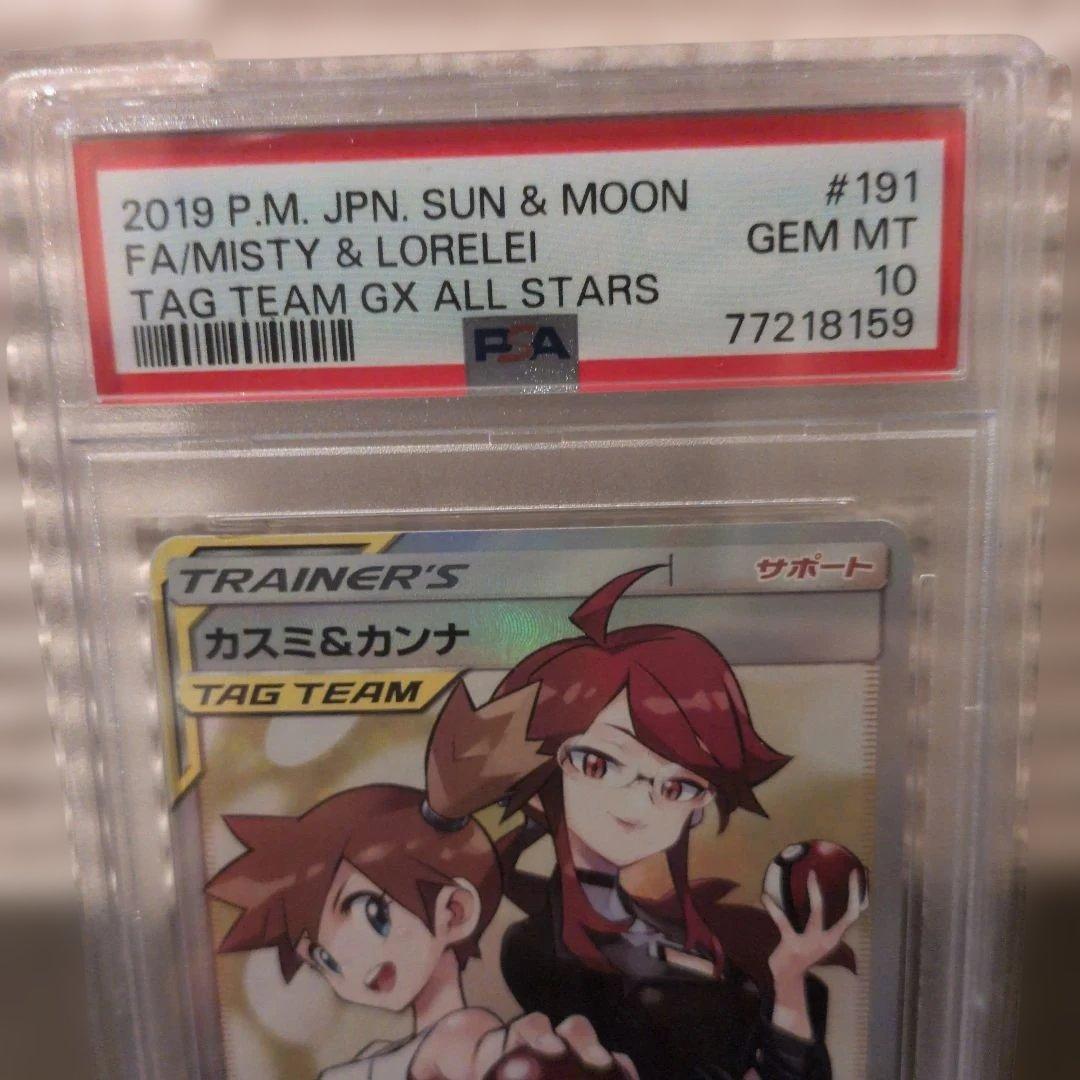 2019 P.M. JPN. SUN & MOON #191
FA/MISTY & LORELEI GEM MT
TAG TEAM GX ALL STARS 10
77218159
PSA
TRAINER'S サポート
カスミ&カンナ
TAG TEAM